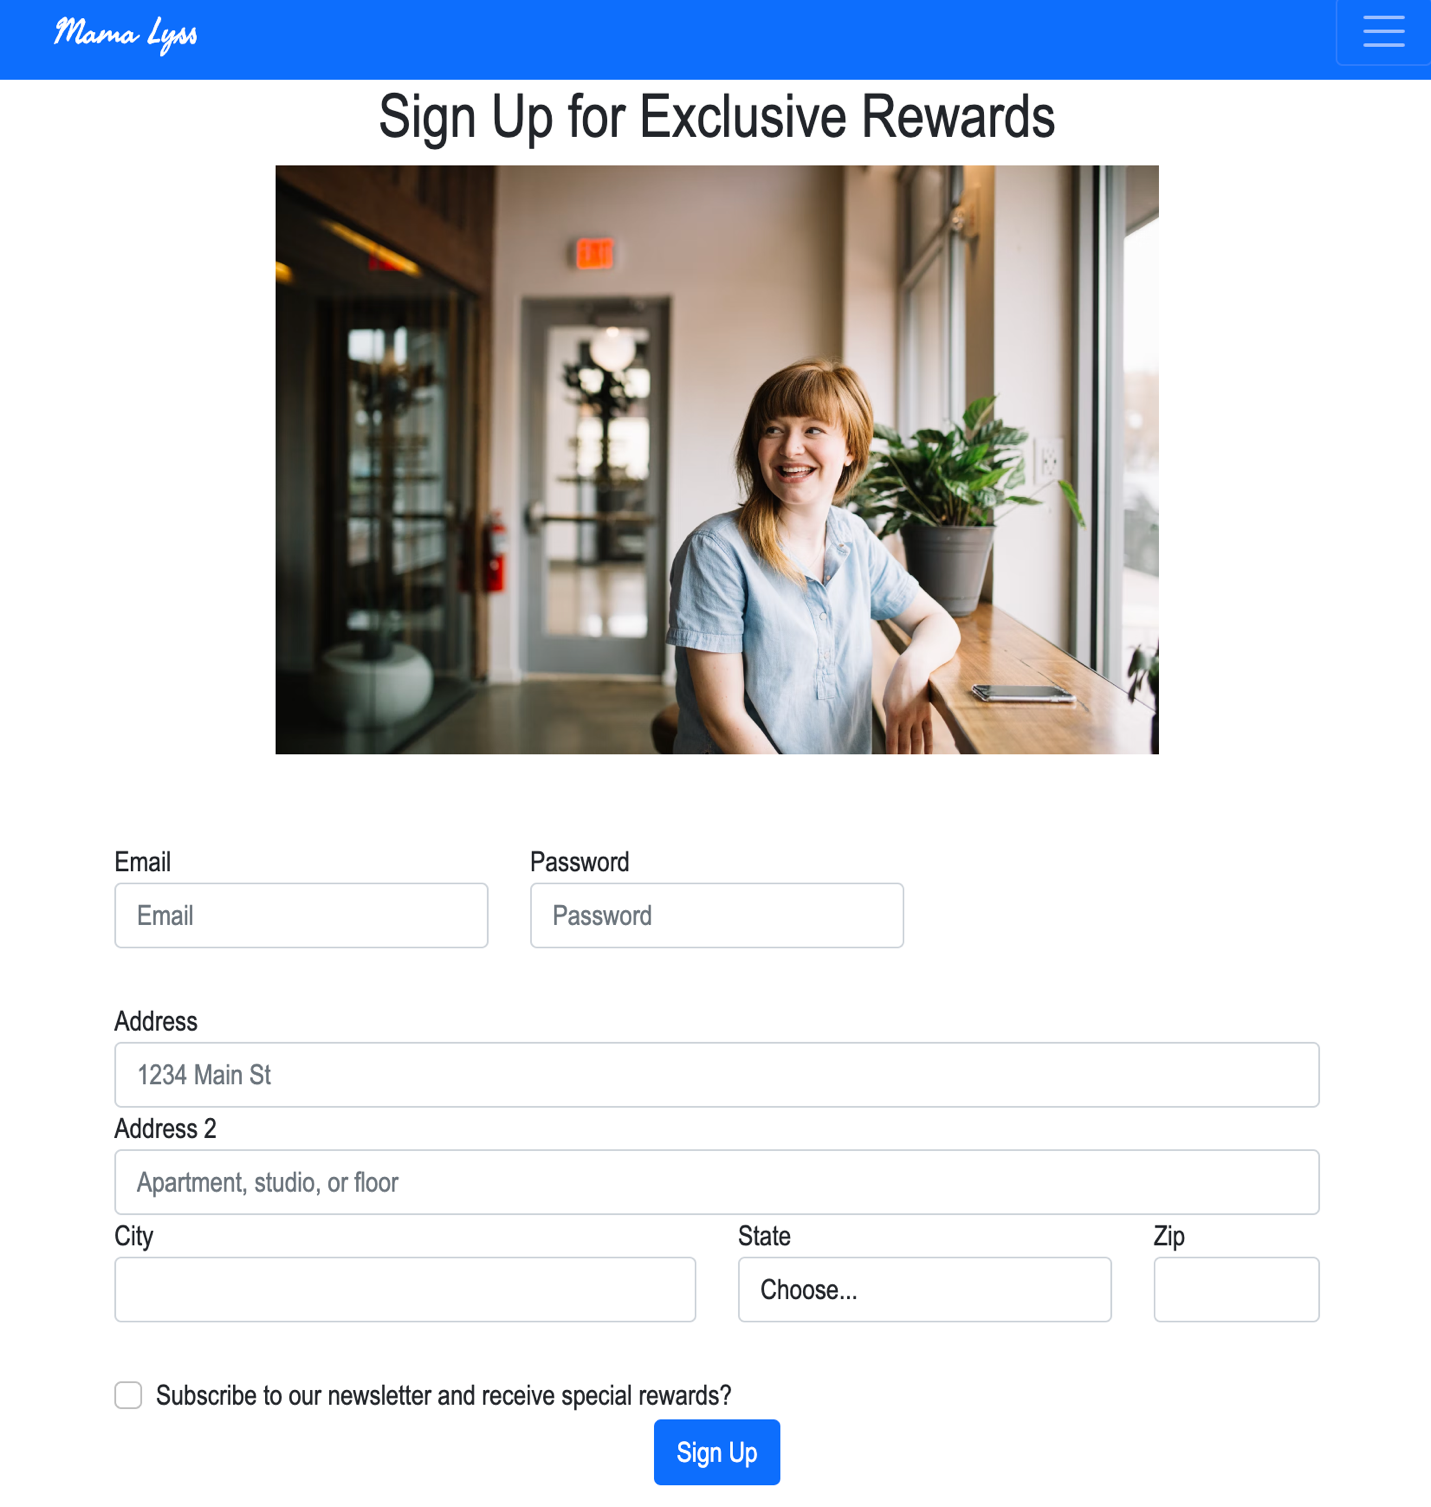 Mama Lyss
Sign Up for Exclusive Rewards
EXIT
Email
Password
Email
Password
Address
1234 Main St
Address 2
Apartment, studio, or floor
City
State
Zip
Choose...
Subscribe to our newsletter and receive special rewards?
Sign Up